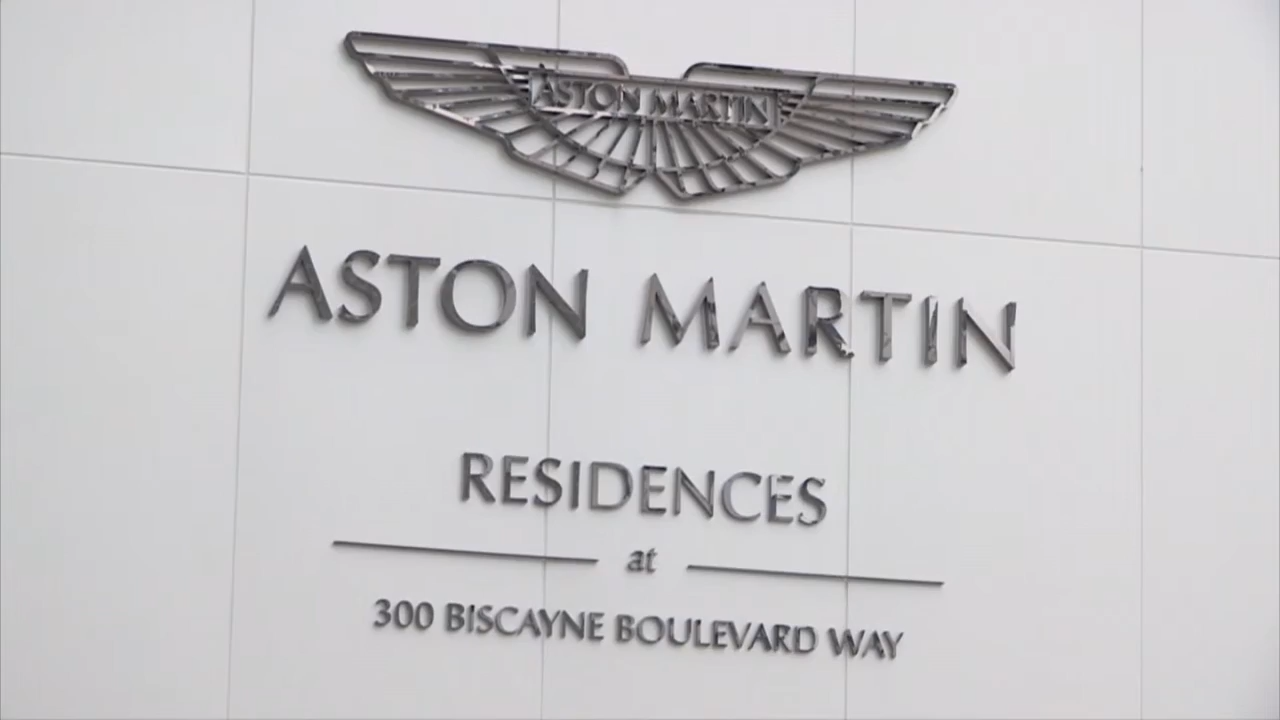 ASTON MARTIN
ASTON MARTIN
RESIDENCES
at
300 BISCAYNE BOULEVARD WAY